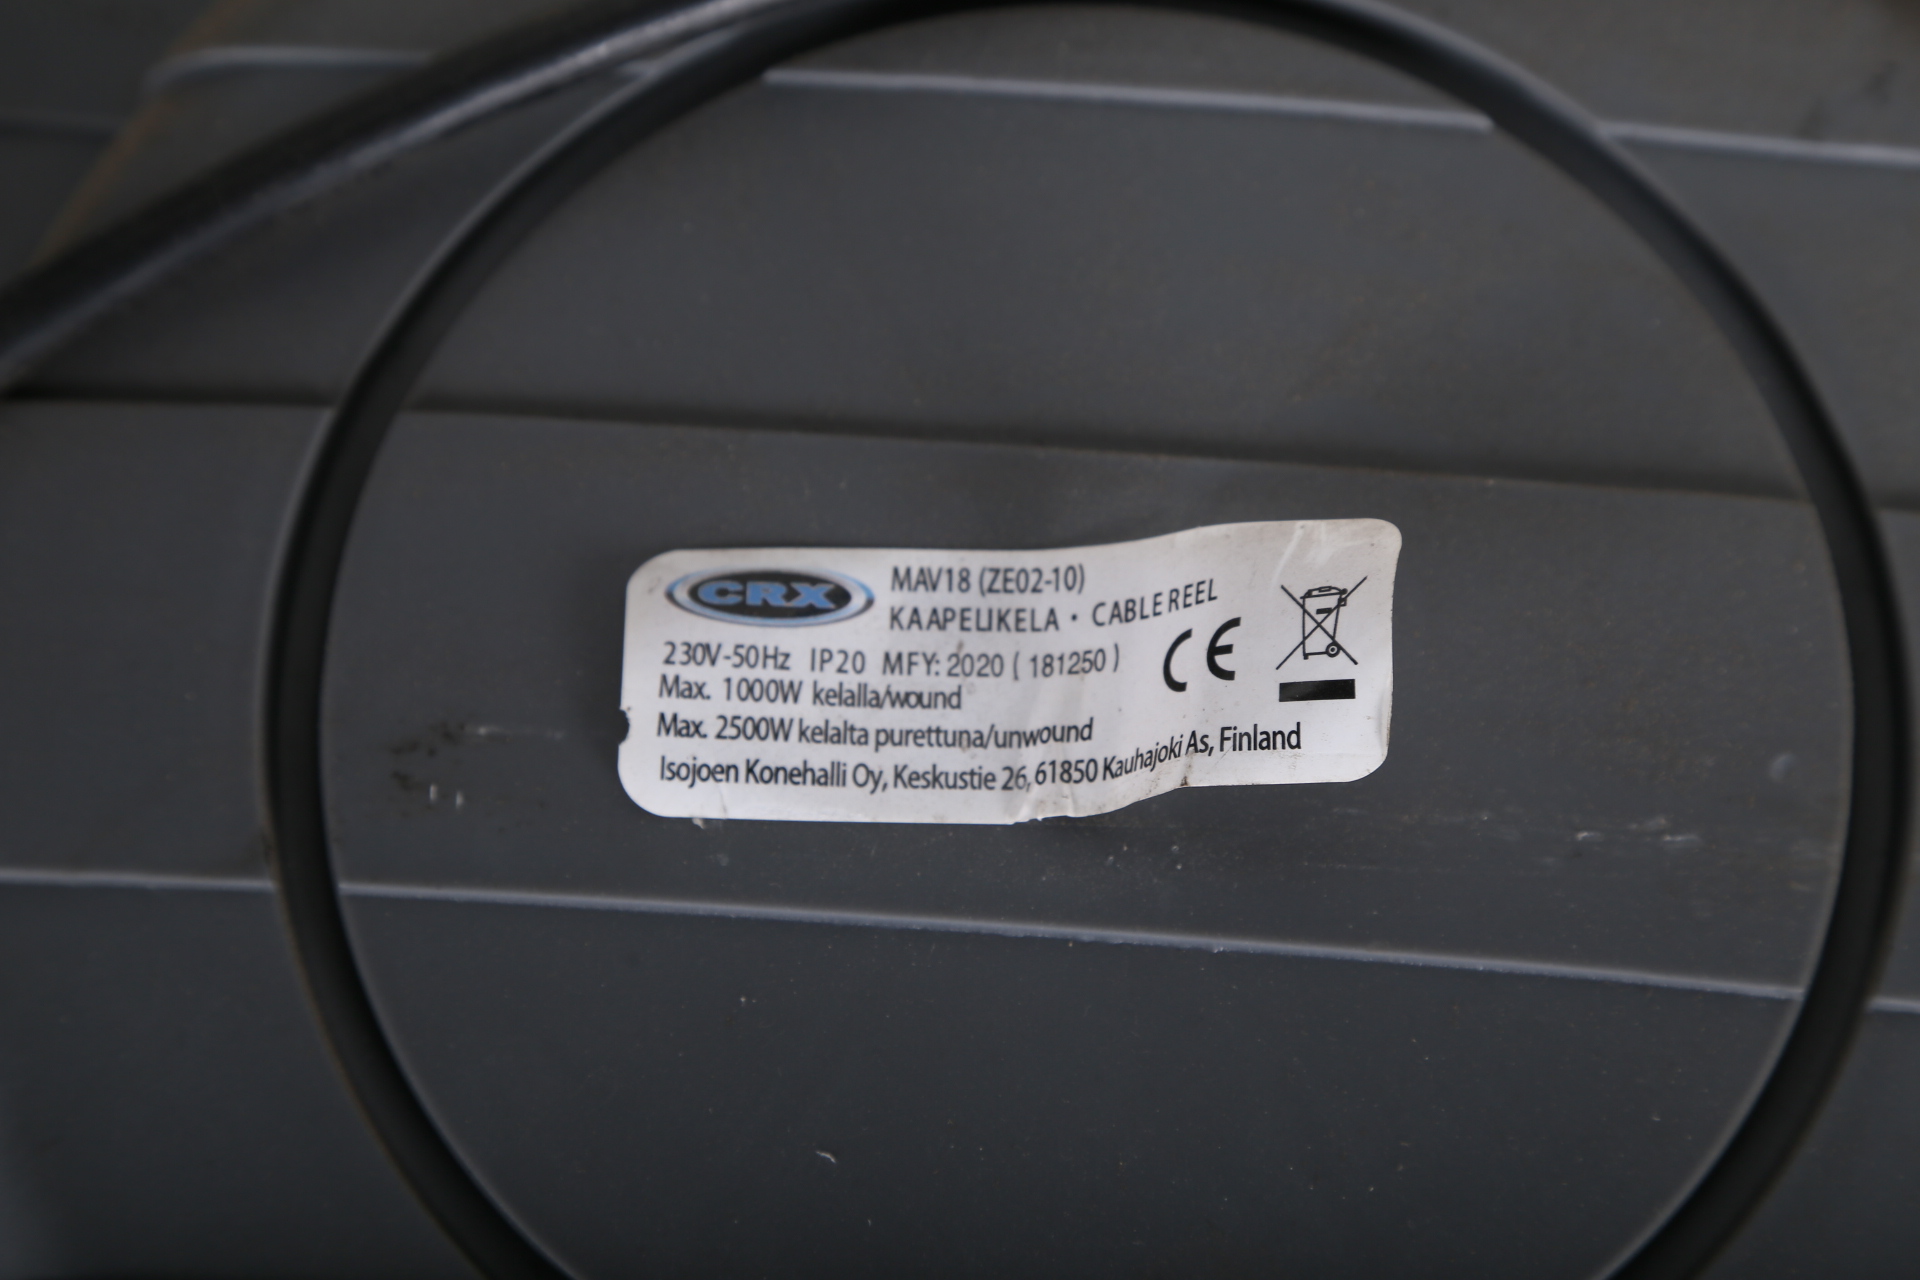 CRX
MAV18 (ZE02-10)
KAAPELIKELA • CABLE REEL
230V-50Hz IP20 MFY: 2020 ( 181250 )
CE
Max. 1000W kelalla/wound
Max. 2500W kelalta purettuna/unwound
Isojoen Konehalli Oy, Keskustie 26, 61850 Kauhajoki As, Finland